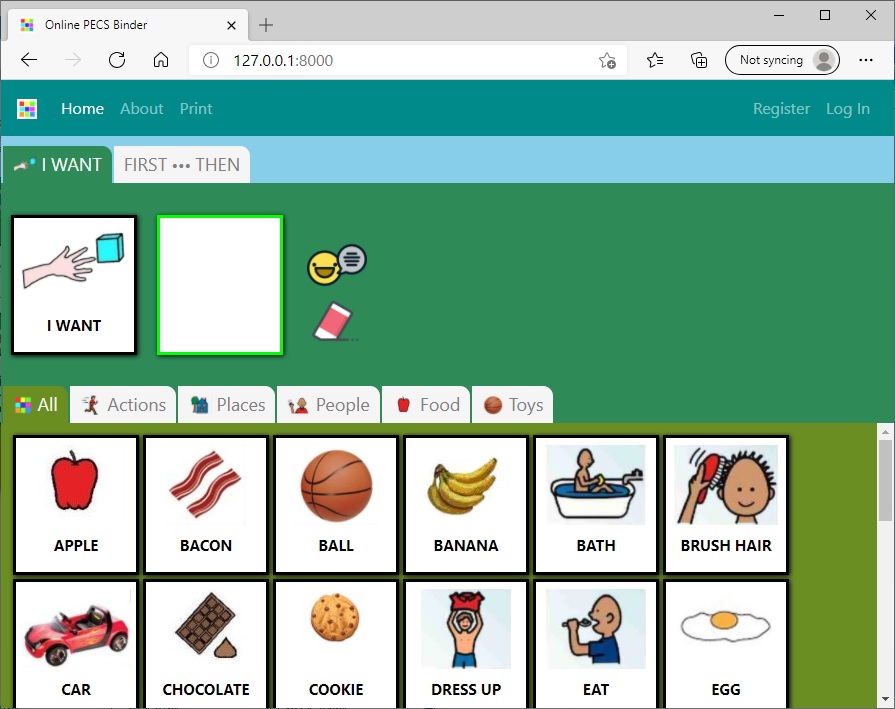 Online PECS Binder
127.0.0.1:8000
Not syncing
Home About Print Register Log In
I WANT FIRST ••• THEN
I WANT
All Actions Places People Food Toys
APPLE BACON BALL BANANA BATH BRUSH HAIR
CAR CHOCOLATE COOKIE DRESS UP EAT EGG